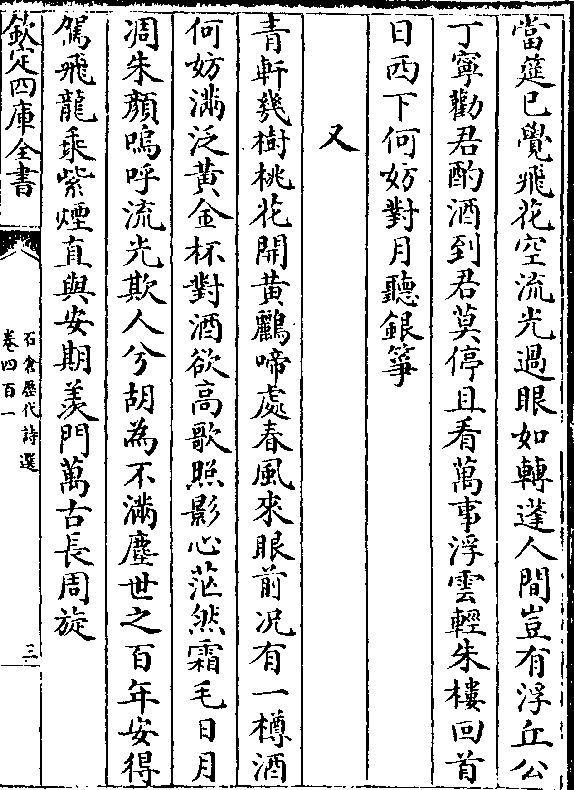 當筵已覺飛花空流光過眼如轉蓬人間豈有浮丘公
丁寧勸君酌酒到君莫停且看萬事浮雲輕朱樓回首
日西下何妨對月聽銀箏
又
青軒幾樹桃花開黃鸝啼處春風來眼前况有一樽酒
何妨滿泛黃金杯對酒欲高歌照影心茫然霜毛日月
凋朱顔嗚呼流光欺人兮胡為不滿塵世之百年安得
駕飛龍乘紫煙直與安期羨門萬古長周旋
欽定四庫全書
石倉歷代詩選
卷四百一
三